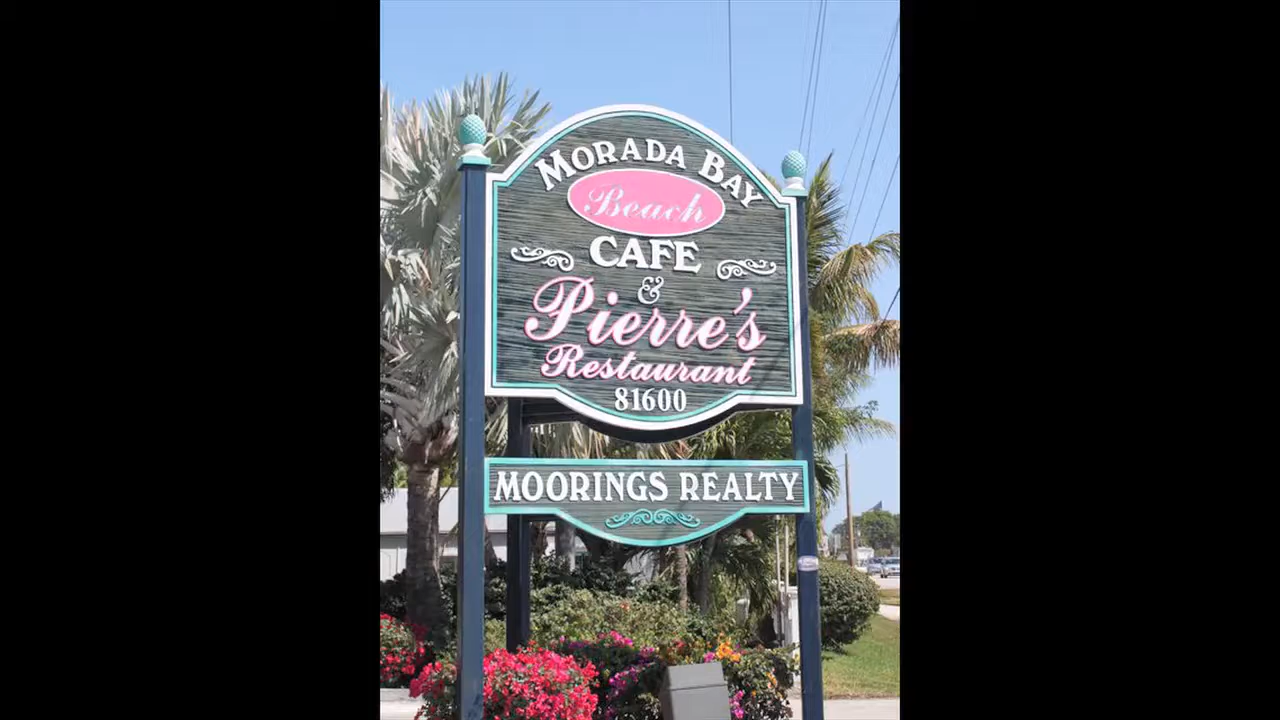 MORADA BAY
Beach
CAFE
&
Pierre's
Restaurant
81600
MOORINGS REALTY